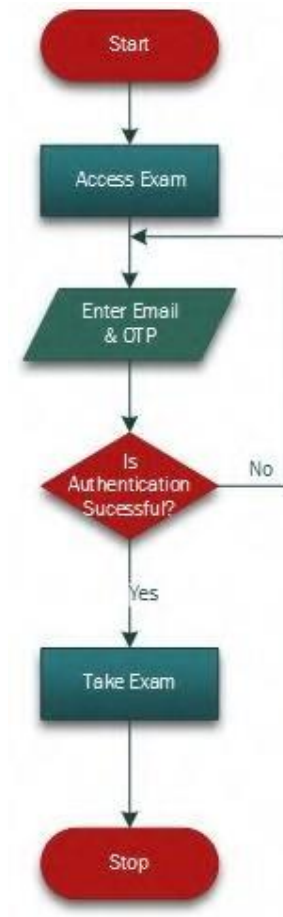 Start
Access Exam
Enter Email
& OTP
Is
Authentication
Sucessful?
No
Yes
Take Exam
Stop